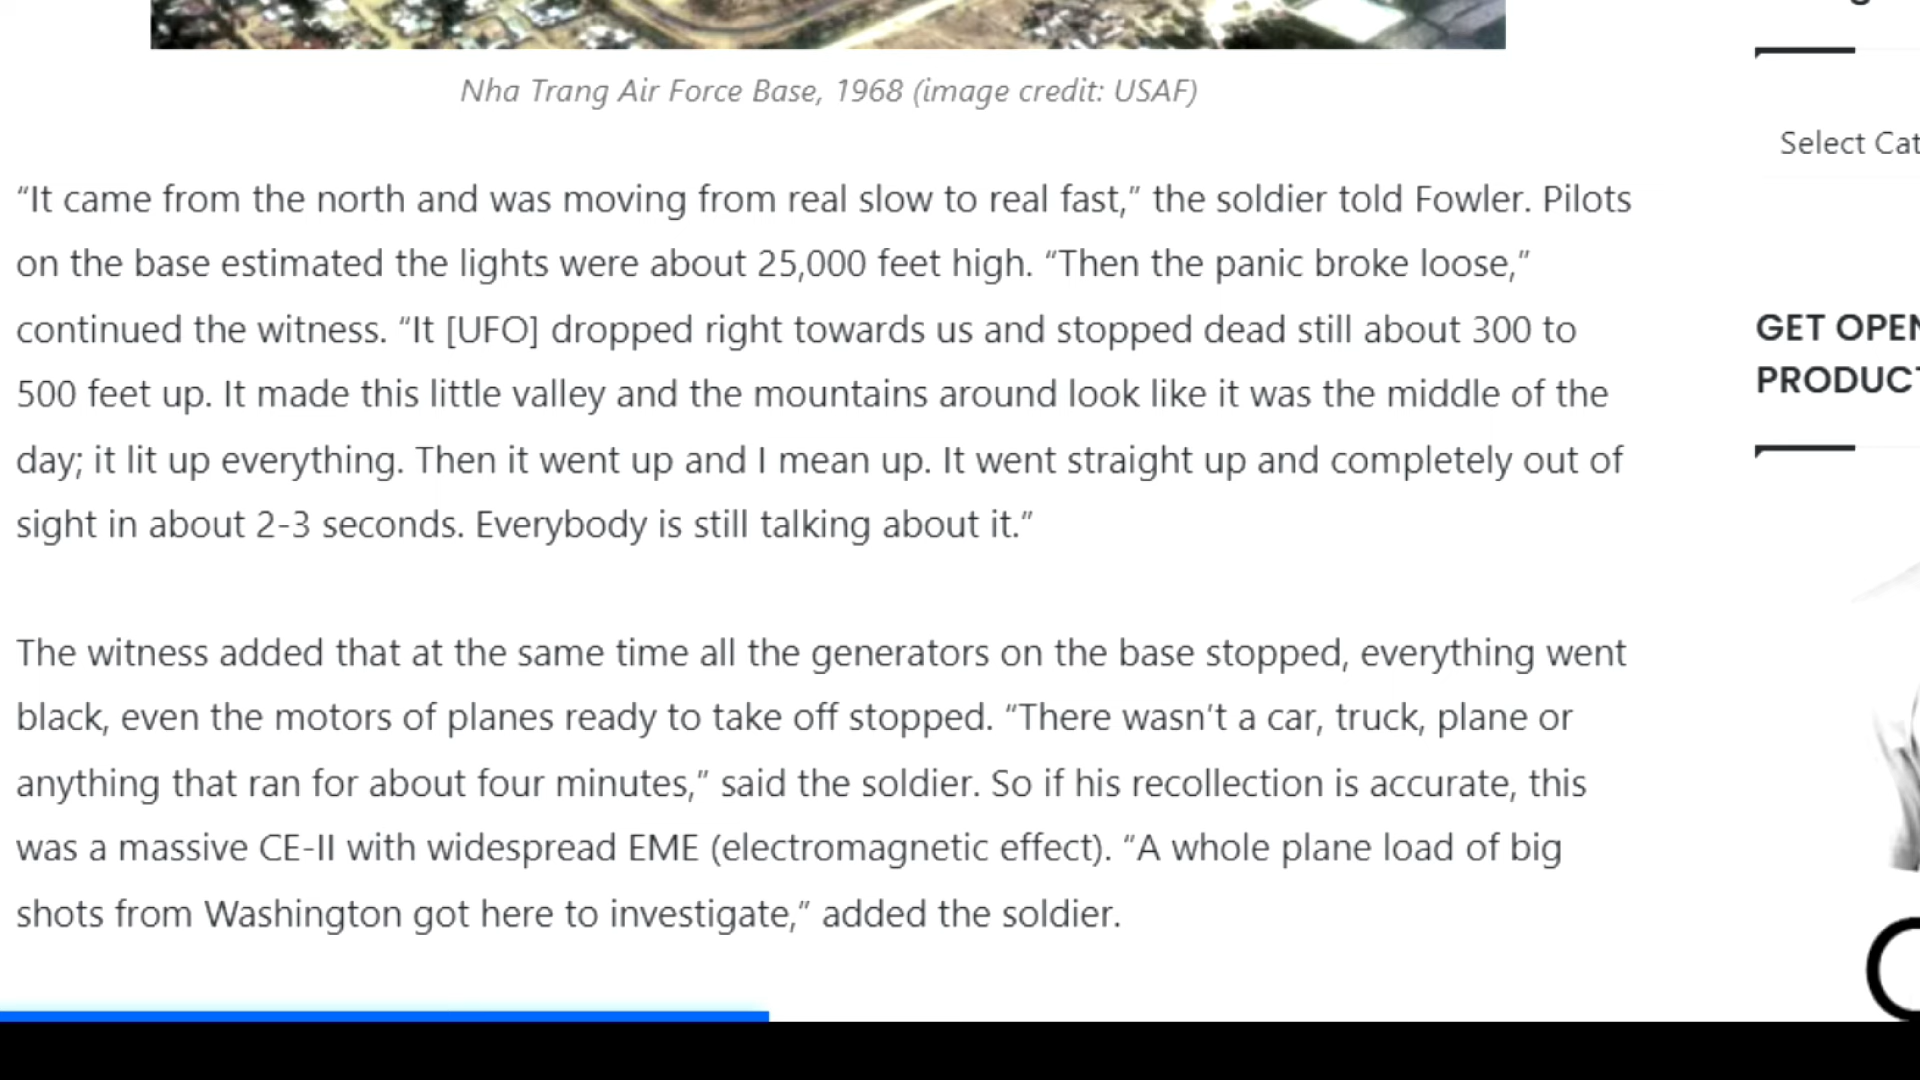 Nha Trang Air Force Base, 1968 (image credit: USAF)
“It came from the north and was moving from real slow to real fast,” the soldier told Fowler. Pilots
on the base estimated the lights were about 25,000 feet high. “Then the panic broke loose,”
continued the witness. “It [UFO] dropped right towards us and stopped dead still about 300 to
500 feet up. It made this little valley and the mountains around look like it was the middle of the
day; it lit up everything. Then it went up and I mean up. It went straight up and completely out of
sight in about 2-3 seconds. Everybody is still talking about it.”
The witness added that at the same time all the generators on the base stopped, everything went
black, even the motors of planes ready to take off stopped. “There wasn’t a car, truck, plane or
anything that ran for about four minutes,” said the soldier. So if his recollection is accurate, this
was a massive CE-II with widespread EME (electromagnetic effect). “A whole plane load of big
shots from Washington got here to investigate,” added the soldier.
Select Cat
GET OPEN
PRODUCT